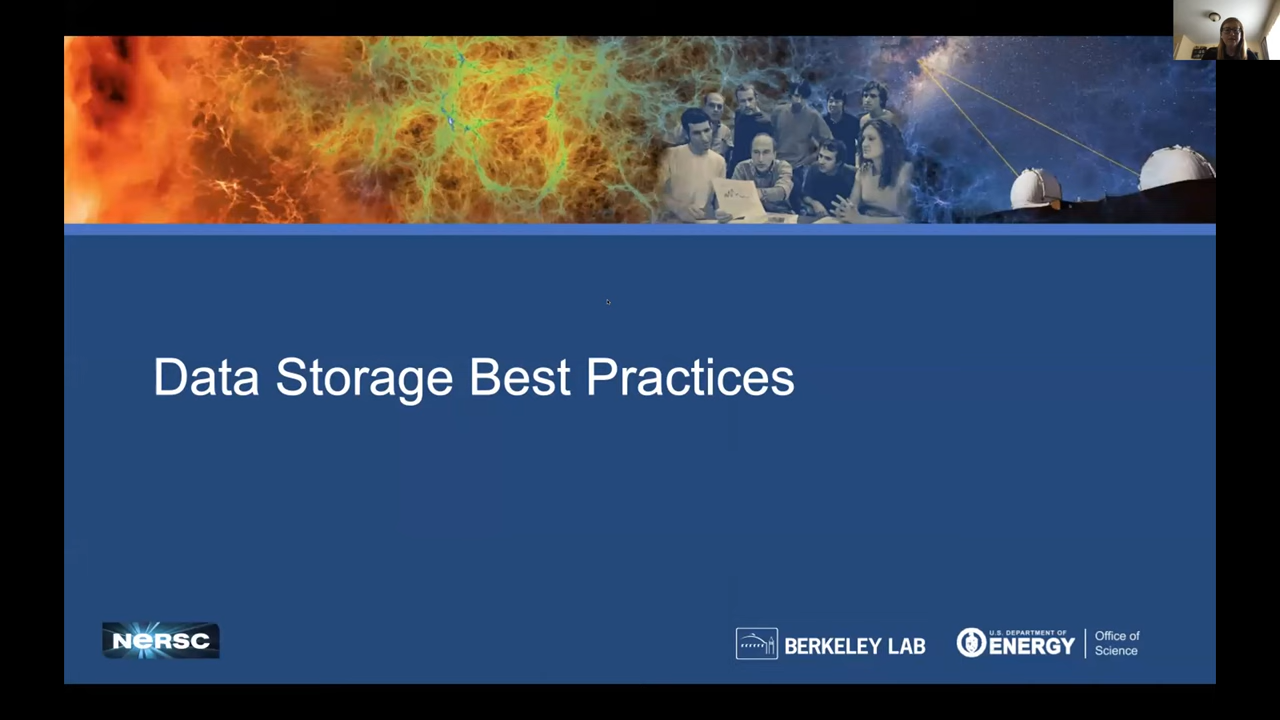 Data Storage Best Practices
NERSC
BERKELEY LAB
U.S. DEPARTMENT OF
ENERGY
Office of
Science